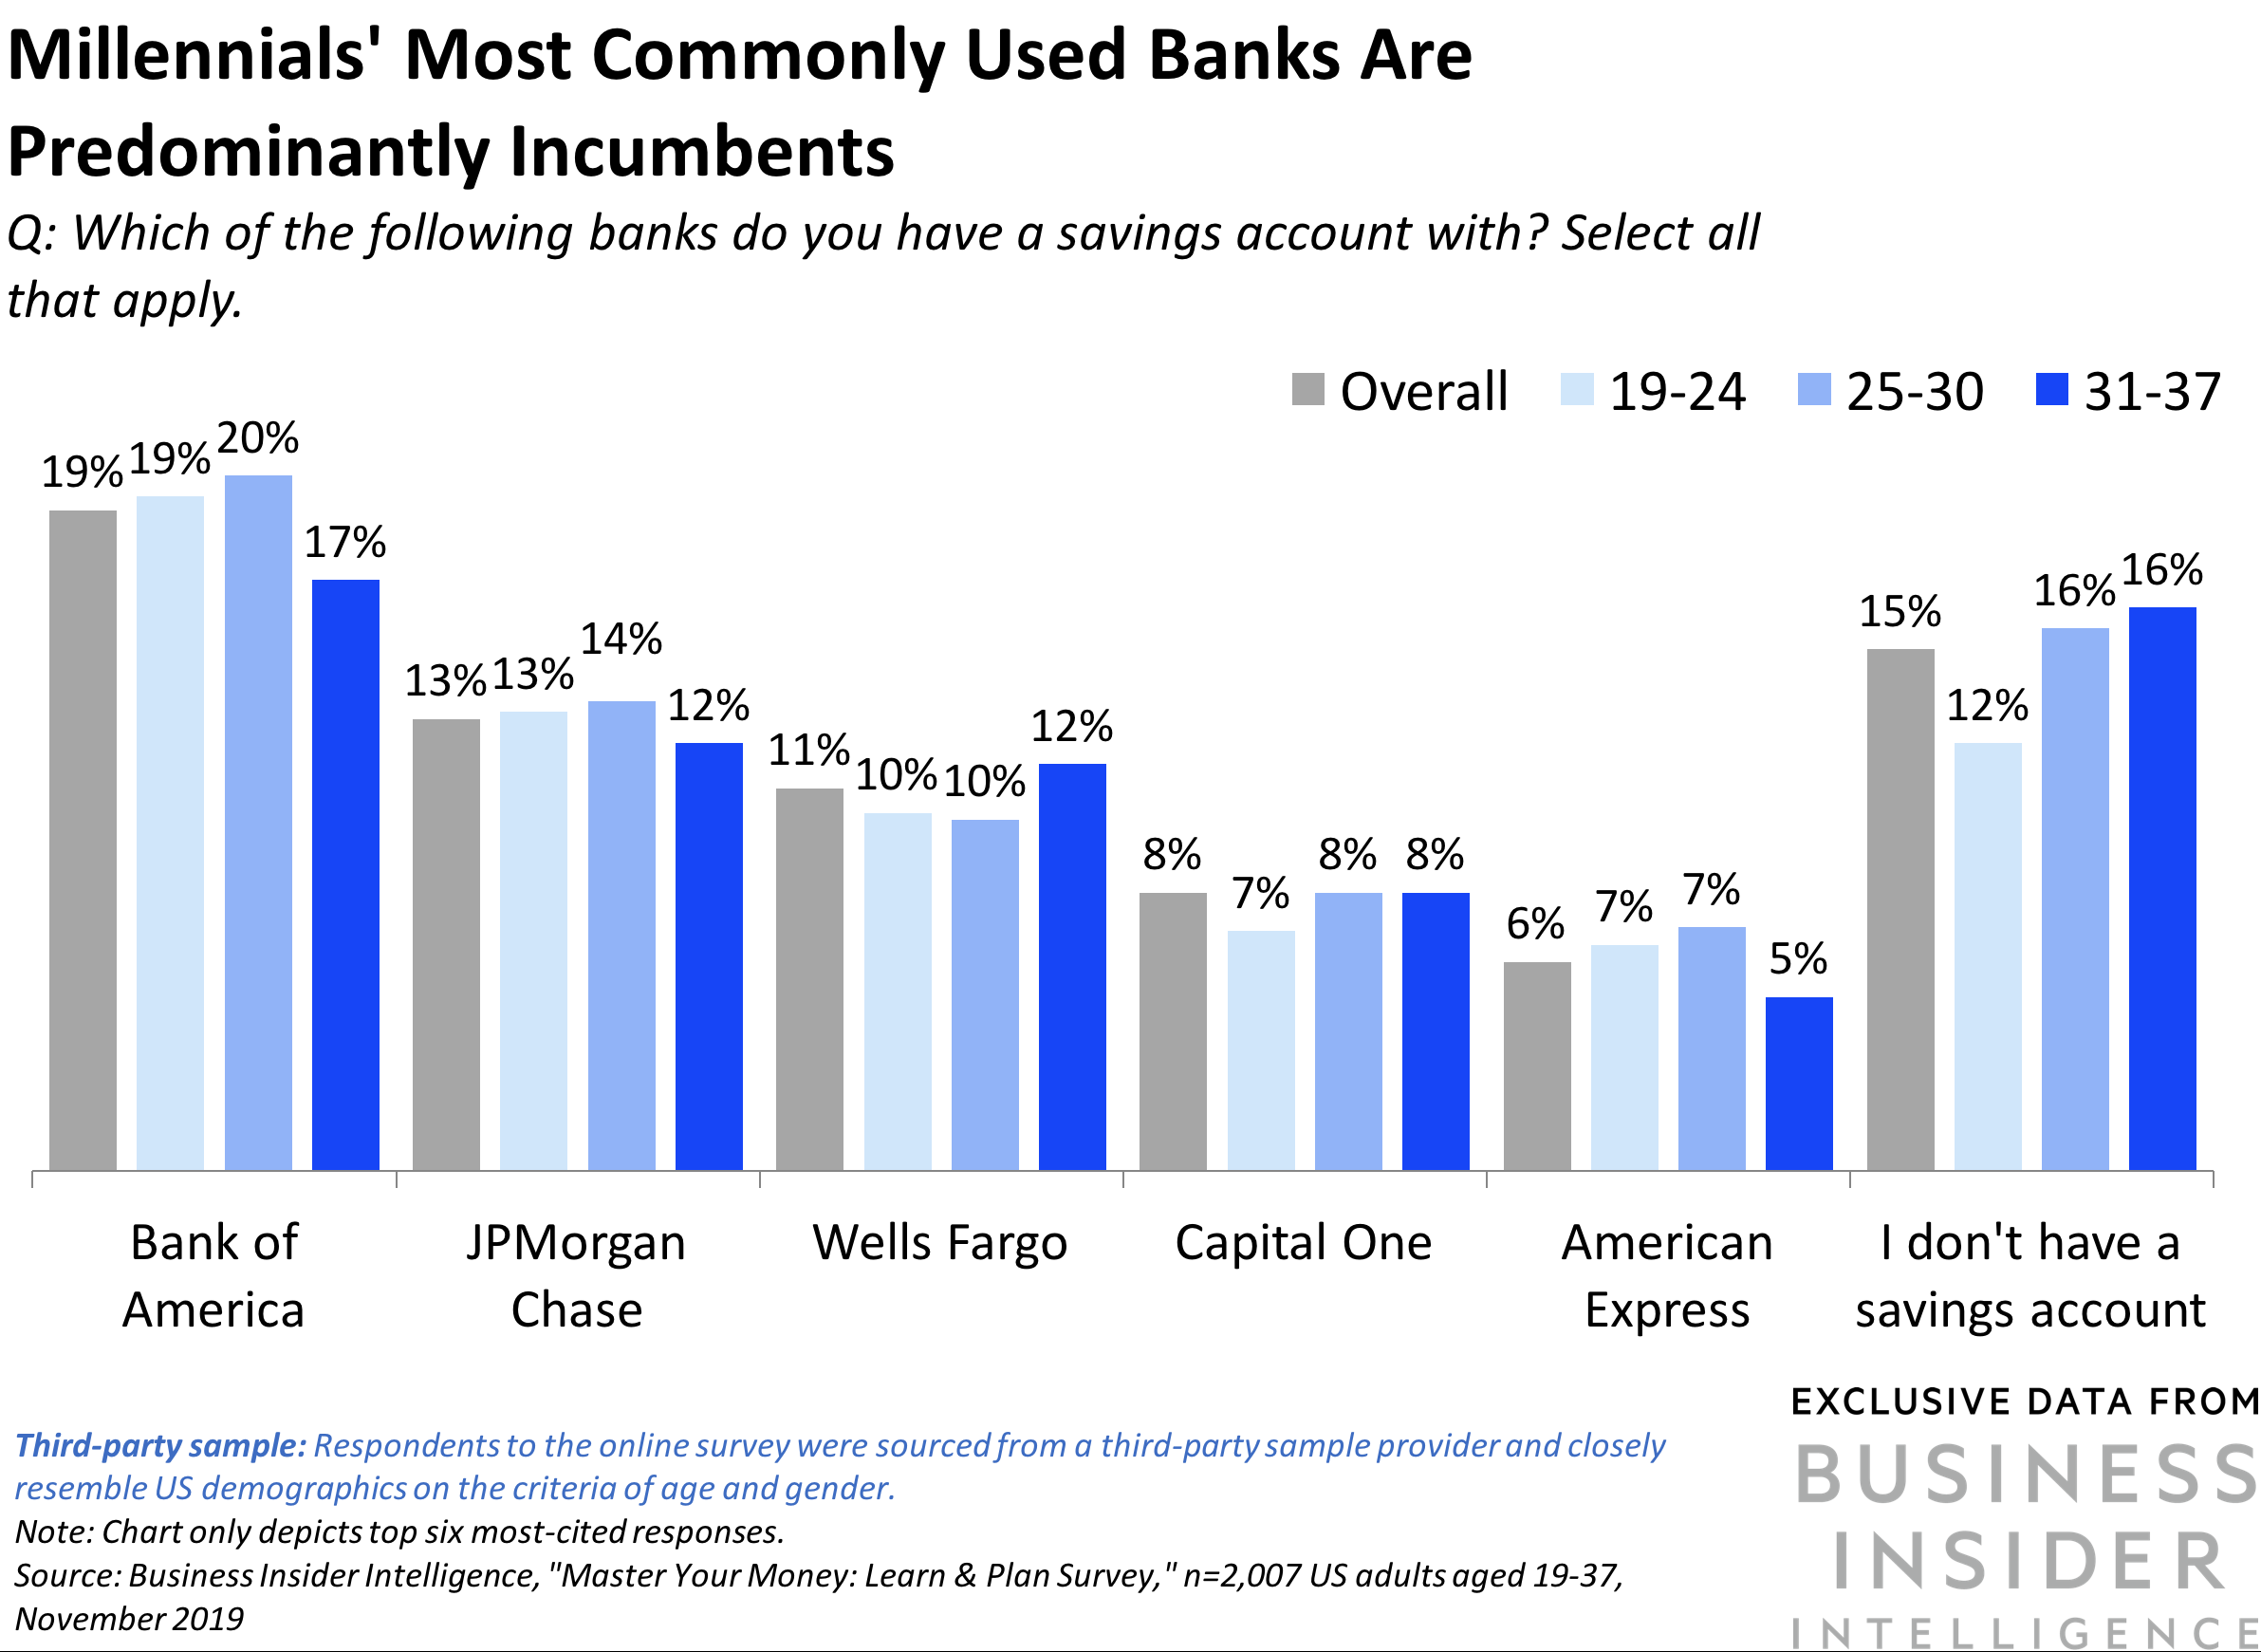 Millennials' Most Commonly Used Banks Are
Predominantly Incumbents
Q: Which of the following banks do you have a savings account with? Select all
that apply.
Overall 19-24 25-30 31-37
19% 19% 20% 17%
13% 13% 14% 12%
11% 10% 10% 12%
8% 7% 8% 8%
6% 7% 7% 5%
15% 12% 16% 16%
Bank of
America
JPMorgan
Chase
Wells Fargo
Capital One
American
Express
I don't have a
savings account
Third-party sample: Respondents to the online survey were sourced from a third-party sample provider and closely
resemble US demographics on the criteria of age and gender.
Note: Chart only depicts top six most-cited responses.
Source: Business Insider Intelligence, "Master Your Money: Learn & Plan Survey," n=2,007 US adults aged 19-37,
November 2019
EXCLUSIVE DATA FROM
BUSINESS
INSIDER
INTELLIGENCE